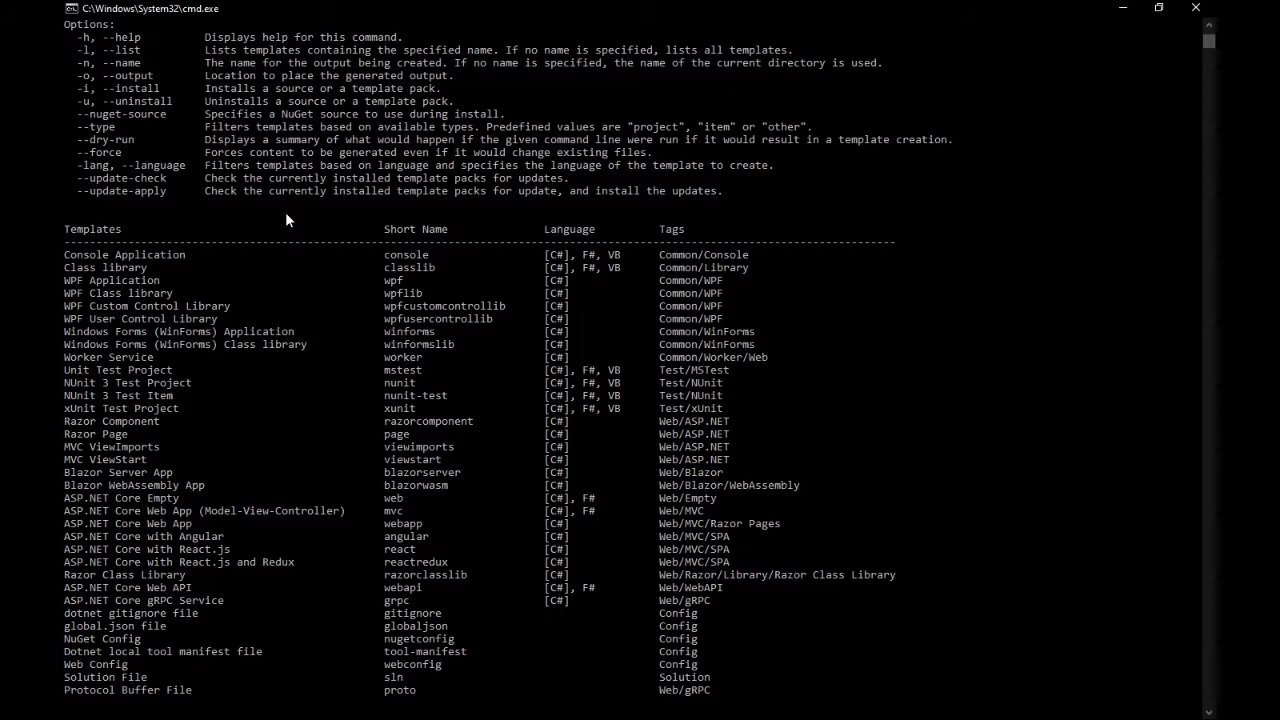 C:\Windows\System32\cmd.exe
Options:
-h, --help Displays help for this command.
-l, --list Lists templates containing the specified name. If no name is specified, lists all templates.
-n, --name The name for the output being created. If no name is specified, the name of the current directory is used.
-o, --output Location to place the generated output.
-i, --install Installs a source or a template pack.
-u, --uninstall Uninstalls a source or a template pack.
--nuget-source Specifies a NuGet source to use during install.
--type Filters templates based on available types. Predefined values are "project", "item" or "other".
--dry-run Displays a summary of what would happen if the given command line were run if it would result in a template creation.
--force Forces content to be generated even if it would change existing files.
-lang, --language Filters templates based on language and specifies the language of the template to create.
--update-check Check the currently installed template packs for updates.
--update-apply Check the currently installed template packs for update, and install the updates.
Templates Short Name Language Tags
----------------------------------------------------------------------------------------------------------------------------------
Console Application console [C#], F#, VB Common/Console
Class library classlib [C#], F#, VB Common/Library
WPF Application wpf [C#] Common/WPF
WPF Class library wpflib [C#] Common/WPF
WPF Custom Control Library wpfcustomcontrollib [C#] Common/WPF
WPF User Control Library wpfusercontrollib [C#] Common/WPF
Windows Forms (WinForms) Application winforms [C#] Common/WinForms
Windows Forms (WinForms) Class library winformslib [C#] Common/WinForms
Worker Service worker [C#] Common/Worker/Web
Unit Test Project mstest [C#], F#, VB Test/MSTest
NUnit 3 Test Project nunit [C#], F#, VB Test/NUnit
NUnit 3 Test Item nunit-test [C#], F#, VB Test/NUnit
xUnit Test Project xunit [C#], F#, VB Test/xUnit
Razor Component razorcomponent [C#] Web/ASP.NET
Razor Page page [C#] Web/ASP.NET
MVC ViewImports viewimports [C#] Web/ASP.NET
MVC ViewStart viewstart [C#] Web/ASP.NET
Blazor Server App blazorserver [C#] Web/Blazor
Blazor WebAssembly App blazorwasm [C#] Web/Blazor/WebAssembly
ASP.NET Core Empty web [C#], F# Web/Empty
ASP.NET Core Web App (Model-View-Controller) mvc [C#], F# Web/MVC
ASP.NET Core Web App webapp [C#] Web/MVC/Razor Pages
ASP.NET Core with Angular angular [C#] Web/MVC/SPA
ASP.NET Core with React.js react [C#] Web/MVC/SPA
ASP.NET Core with React.js and Redux reactredux [C#] Web/MVC/SPA
Razor Class Library razorclasslib [C#] Web/Razor/Library/Razor Class Library
ASP.NET Core Web API webapi [C#], F# Web/WebAPI
ASP.NET Core gRPC Service grpc [C#] Web/gRPC
dotnet gitignore file gitignore Config
global.json file globaljson Config
NuGet Config nugetconfig Config
Dotnet local tool manifest file tool-manifest Config
Web Config webconfig Config
Solution File sln Solution
Protocol Buffer File proto Web/gRPC